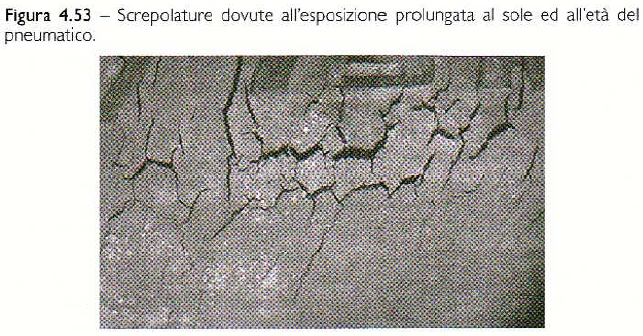 Figura 4.53 – Screpolature dovute all'esposizione prolungata al sole ed all'età del
pneumatico.